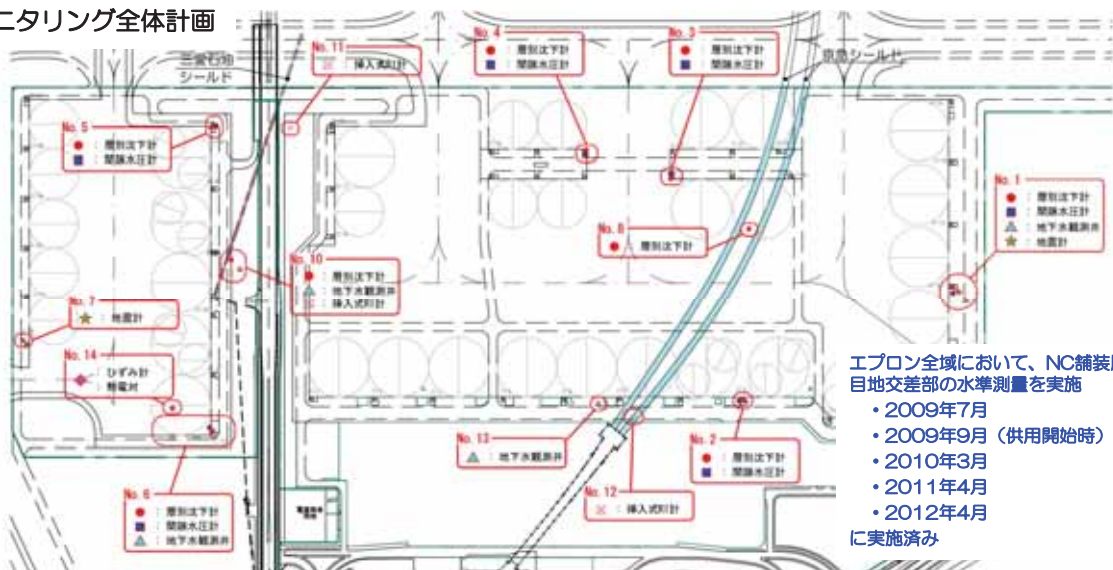 ニタリング全体計画
三愛石油
シールド
No. 11
挿入式形計
No. 4
● : 層別沈下計
■ : 間隙水圧計
No. 3
● : 層別沈下計
■ : 間隙水圧計
京急シールド
No. 5
● : 層別沈下計
■ : 間隙水圧計
No. 1
● : 層別沈下計
■ : 間隙水圧計
△ : 地下水観測井
★ : 地震計
No. 8
● : 層別沈下計
No. 10
● : 層別沈下計
△ : 地下水観測井
: 挿入式形計
No. 7
★ : 地震計
No. 14
: ひずみ計
No. 13
△ : 地下水観測井
No. 2
● : 層別沈下計
■ : 間隙水圧計
No. 12
: 挿入式形計
No. 6
● : 層別沈下計
■ : 間隙水圧計
△ : 地下水観測井
エプロン全域において、NC舗装
目地交差部の水準測量を実施
・2009年7月
・2009年9月（供用開始時）
・2010年3月
・2011年4月
・2012年4月
に実施済み